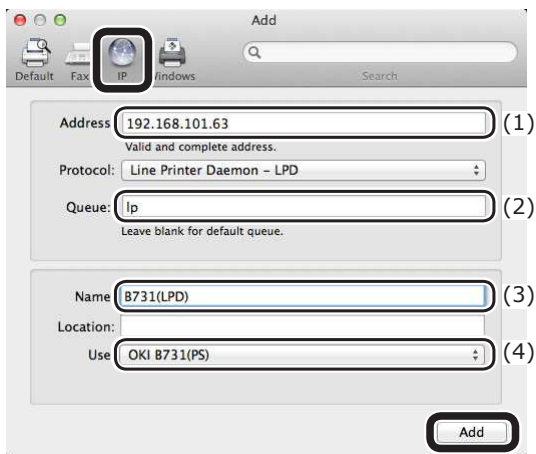 Add
Default Fax IP Windows
Search
Address 192.168.101.63 (1)
Valid and complete address.
Protocol: Line Printer Daemon – LPD
Queue: lp (2)
Leave blank for default queue.
Name B731(LPD) (3)
Location:
Use OKI B731(PS) (4)
Add